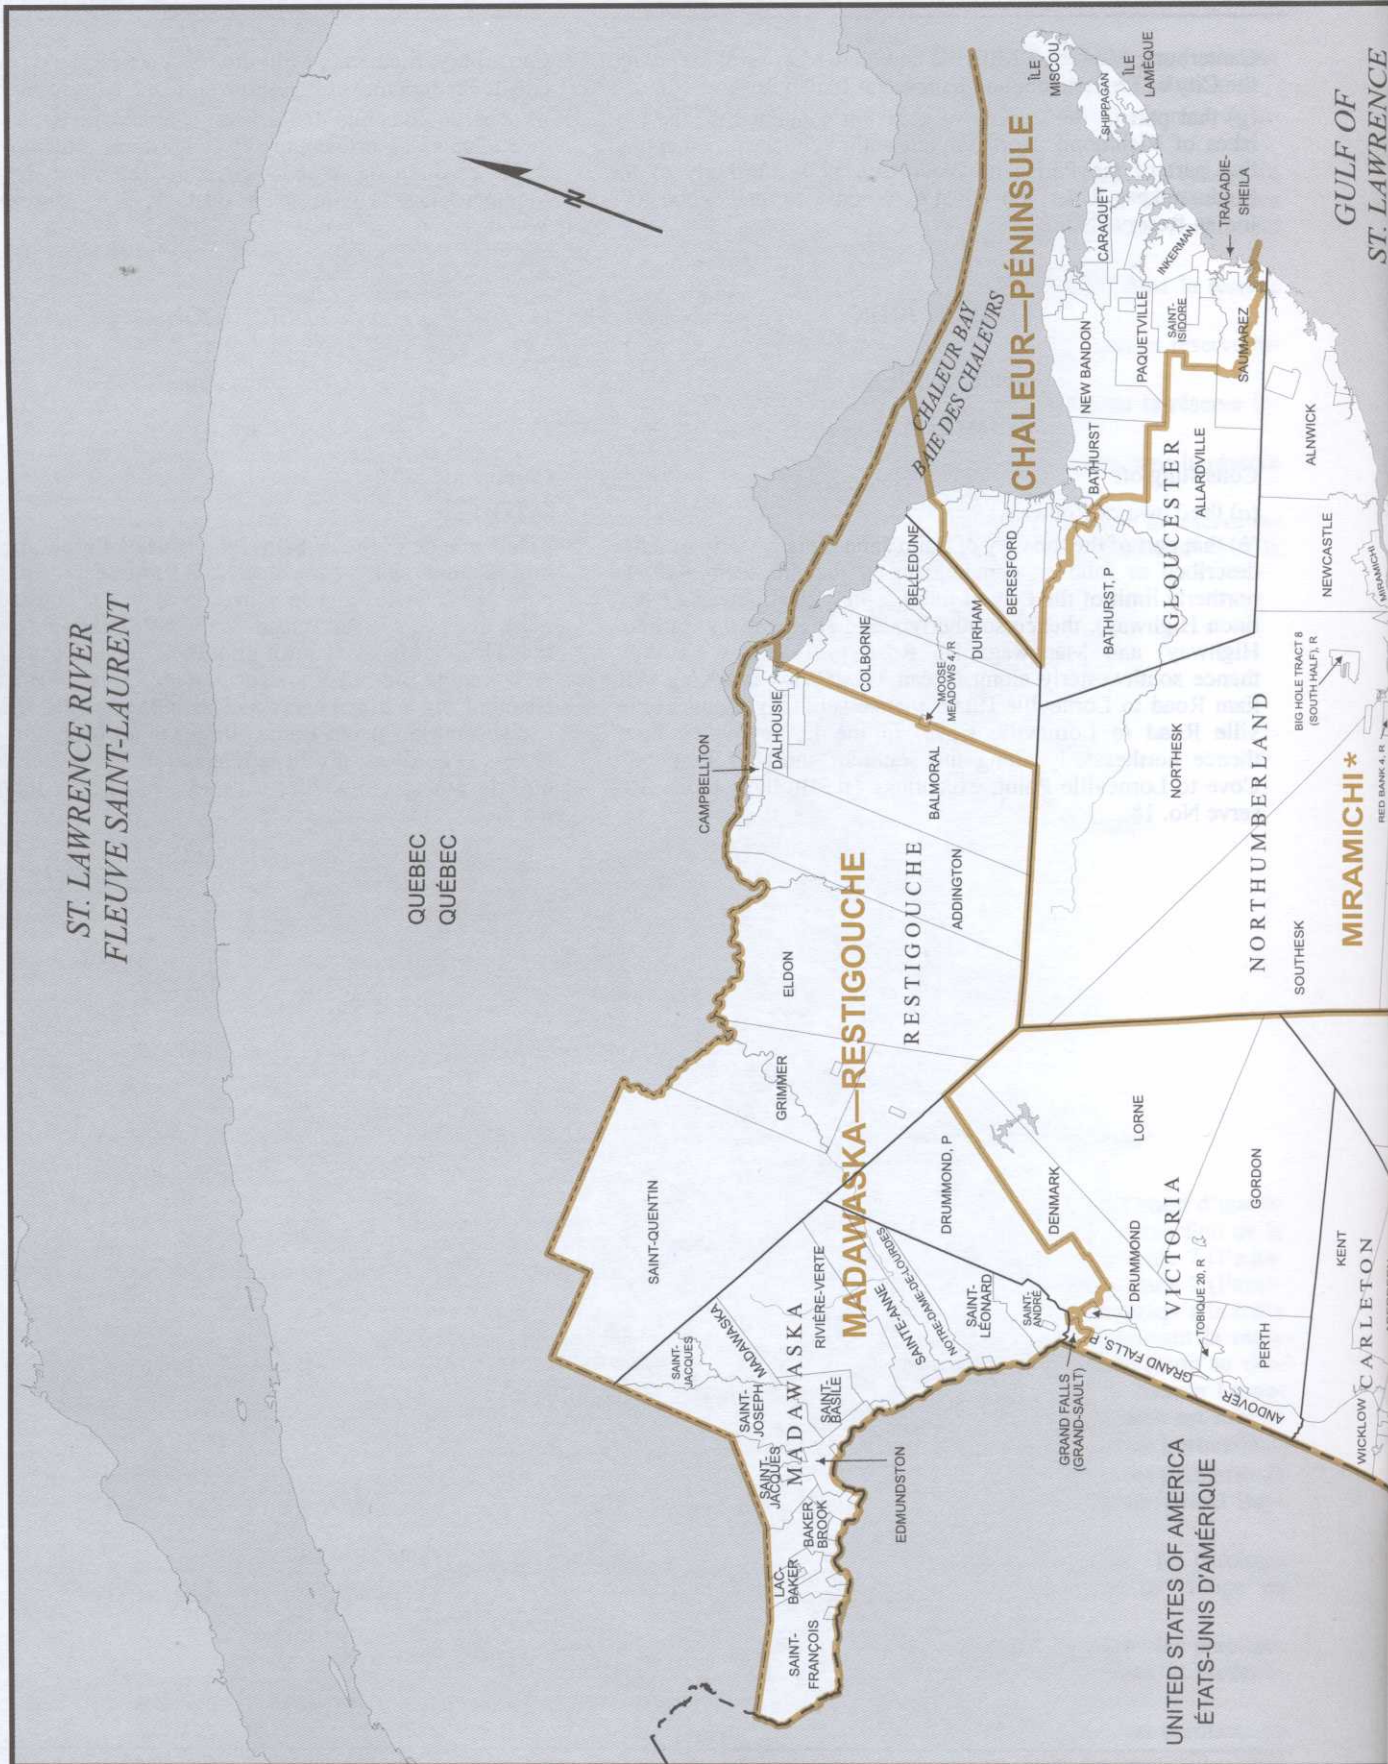 ST. LAWRENCE RIVER
FLEUVE SAINT-LAURENT
QUEBEC
QUÉBEC
N
CHALEUR BAY
BAIE DES CHALEURS
CHALEUR—PÉNINSULE
ÎLE
MISCOU
ÎLE
LAMÈQUE
SHIPPAGAN
CARAQUET
INKERMAN
TRACADIE-
SHEILA
GULF OF
ST. LAWRENCE
NEW BANDON
PAQUETVILLE
SAINT-
ISIDORE
SAUMAREZ
BATHURST
ALLARDVILLE
GLOUCESTER
BATHURST, P
BERESFORD
BELLEDUNE
DURHAM
COLBORNE
MOOSE
MEADOWS 4, R
CAMPBELLTON
DALHOUSIE
BALMORAL
ADDINGTON
ELDON
GRIMMER
RESTIGOUCHE
MADAWASKA—RESTIGOUCHE
SAINT-QUENTIN
ALNWICK
NEWCASTLE
MIRAMICHI
NORTHESK
BIG HOLE TRACT 8
(SOUTH HALF), R
NORTHUMBERLAND
SOUTHESK
MIRAMICHI *
RED BANK 4, R
SAINT-
JACQUES
MADAWASKA
SAINT-
JOSEPH
MADAWASKA
RIVIÈRE-VERTE
SAINT-
BASILE
SAINTE-ANNE
NOTRE-DAME-DE-LOURDES
SAINT-
LÉONARD
SAINT-
ANDRÉ
DRUMMOND, P
SAINT-
JACQUES
BAKER
BROOK
LAC-
BAKER
SAINT-
FRANÇOIS
EDMUNDSTON
GRAND FALLS
(GRAND-SAULT)
GRAND FALLS, P
DRUMMOND
DENMARK
LORNE
VICTORIA
GORDON
TOBIQUE 20, R
PERTH
ANDOVER
KENT
WICKLOW
CARLETON
UNITED STATES OF AMERICA
ÉTATS-UNIS D'AMÉRIQUE